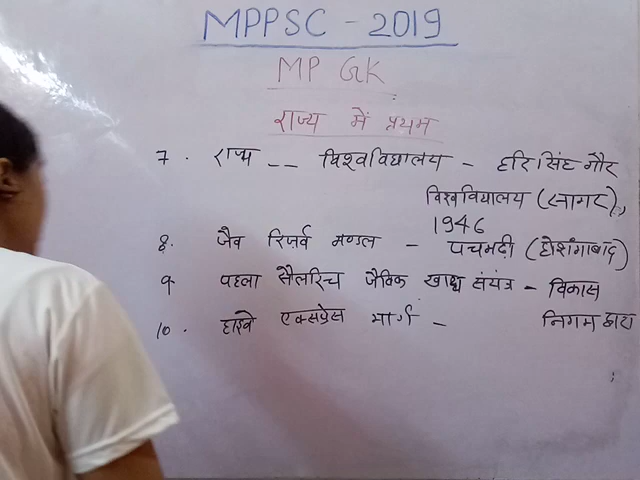 MPPSC - 2019
MP GK
राज्य में प्रथम
7. राज्य -- विश्वविद्यालय - हरिसिंह गौर
विश्वविद्यालय (सागर),
1946
8. जैव रिजर्व मण्डल - पचमढी (होशंगाबाद)
9. पहला सैलरिच जैविक खाद्य संयंत्र - विकास
निगम द्वारा
10. हाइवे एक्सप्रेस मार्ग -